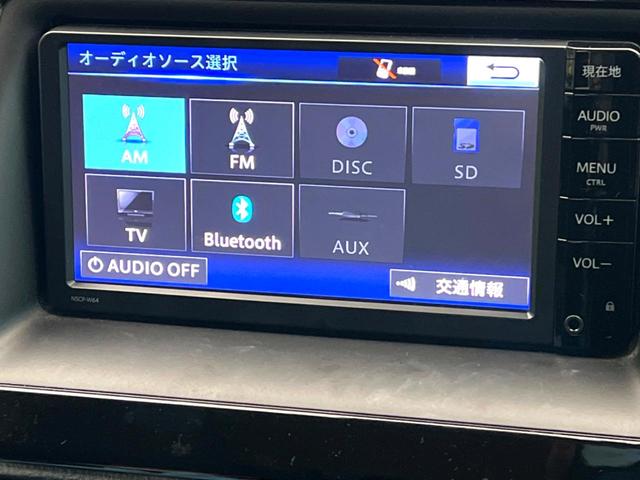 オーディオソース選択
AM
FM
DISC
SD
TV
Bluetooth
AUX
AUDIO OFF
交通情報
NSCP-W64
現在地
AUDIO
PWR
MENU
CTRL
VOL+
VOL−